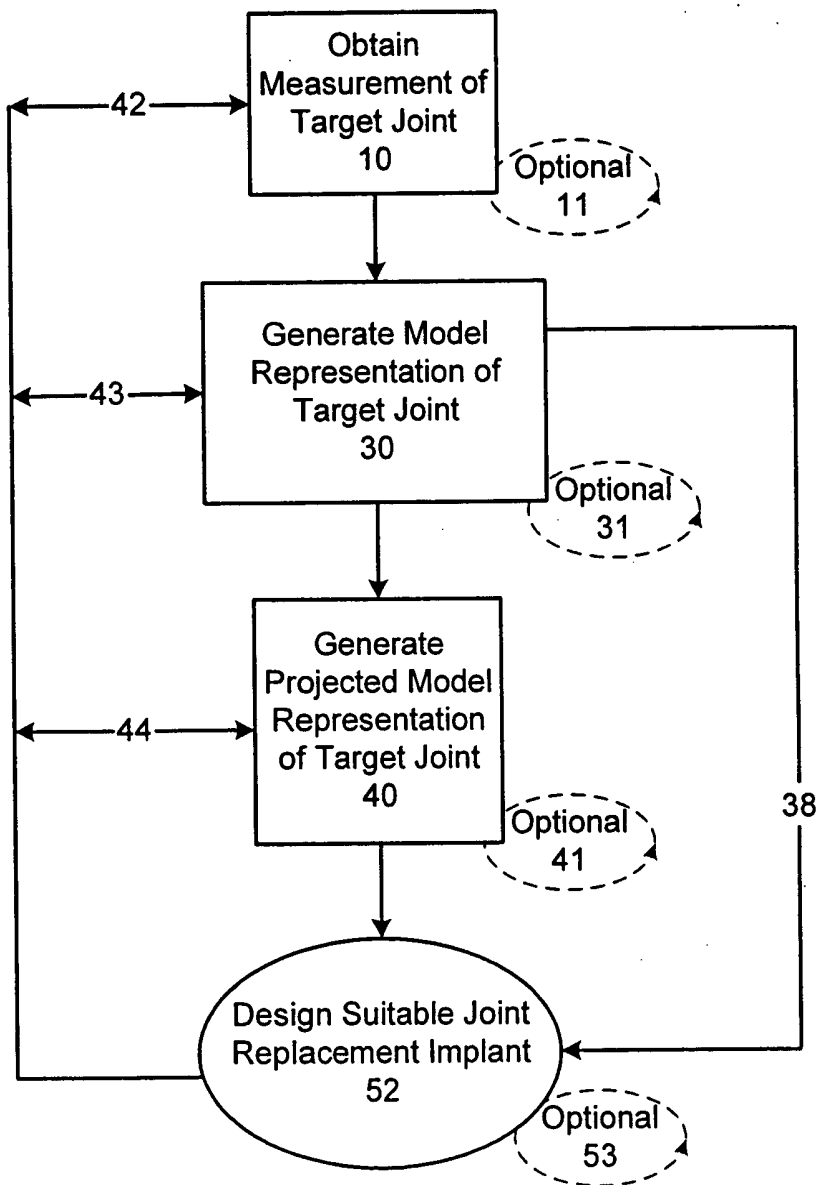 Obtain
Measurement of
Target Joint
10
42
Optional
11
Generate Model
Representation of
Target Joint
30
43
Optional
31
Generate
Projected Model
Representation
of Target Joint
40
44
38
Optional
41
Design Suitable Joint
Replacement Implant
52
Optional
53